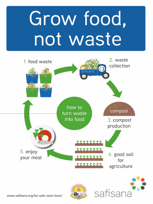 Grow food,
not waste
1. food waste
2. waste
collection
how to
turn waste
into food
compost
3. compost
production
5. enjoy
your meal
4. good soil
for
agriculture
safisana